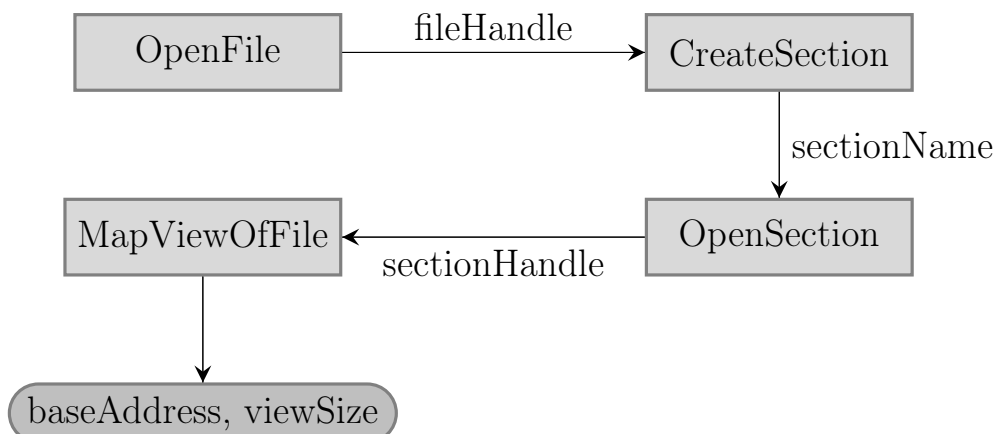 OpenFile
fileHandle
CreateSection
sectionName
OpenSection
sectionHandle
MapViewOfFile
baseAddress, viewSize